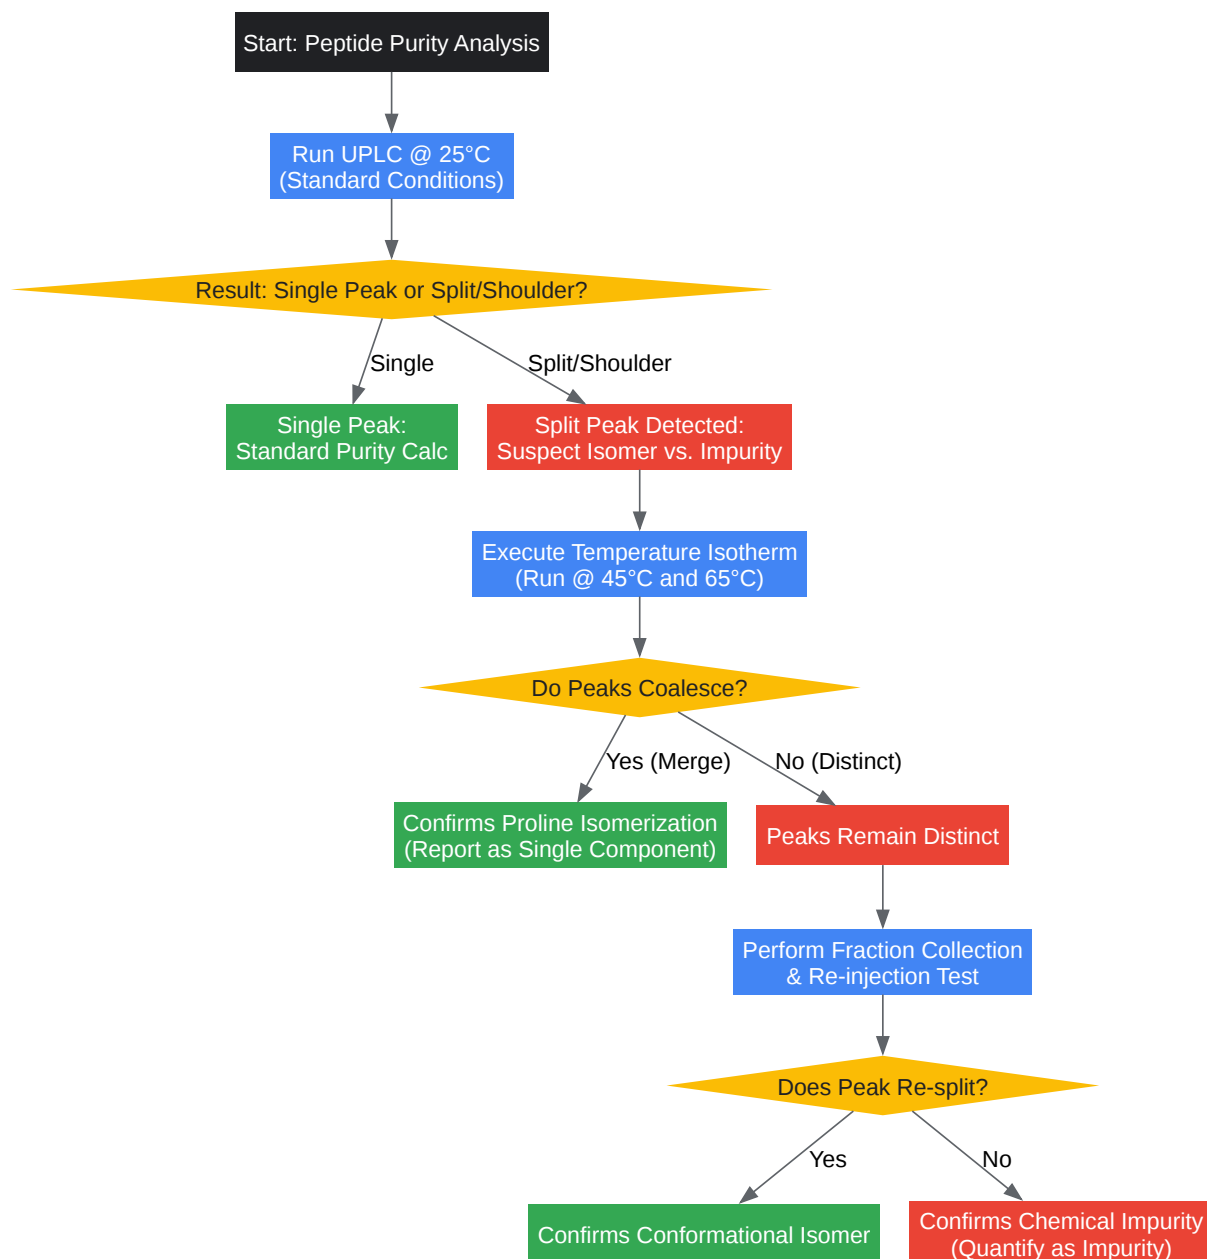 Start: Peptide Purity Analysis
Run UPLC @ 25°C
(Standard Conditions)
Result: Single Peak or Split/Shoulder?
Single
Split/Shoulder
Single Peak:
Standard Purity Calc
Split Peak Detected:
Suspect Isomer vs. Impurity
Execute Temperature Isotherm
(Run @ 45°C and 65°C)
Do Peaks Coalesce?
Yes (Merge)
No (Distinct)
Confirms Proline Isomerization
(Report as Single Component)
Peaks Remain Distinct
Perform Fraction Collection
& Re-injection Test
Does Peak Re-split?
Yes
No
Confirms Conformational Isomer
Confirms Chemical Impurity
(Quantify as Impurity)